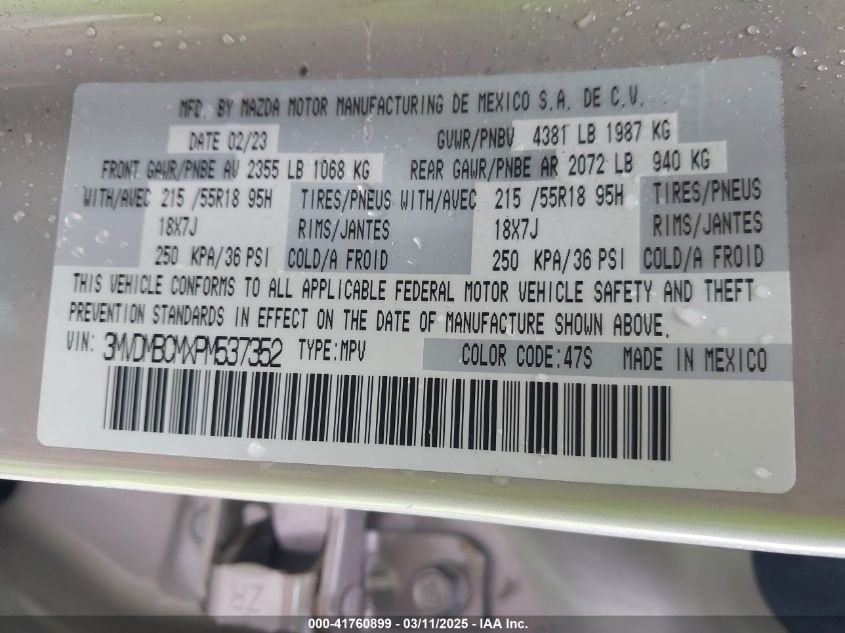 MFD. BY MAZDA MOTOR MANUFACTURING DE MEXICO S.A. DE C.V.
DATE 02/23 GVWR/PNBV 4381 LB 1987 KG
FRONT GAWR/PNBE AV 2355 LB 1068 KG REAR GAWR/PNBE AR 2072 LB 940 KG
WITH/AVEC 215 /55R18 95H TIRES/PNEUS WITH/AVEC 215 /55R18 95H TIRES/PNEUS
18X7J RIMS/JANTES 18X7J RIMS/JANTES
250 KPA/36 PSI COLD/A FROID 250 KPA/36 PSI COLD/A FROID
THIS VEHICLE CONFORMS TO ALL APPLICABLE FEDERAL MOTOR VEHICLE SAFETY AND THEFT
PREVENTION STANDARDS IN EFFECT ON THE DATE OF MANUFACTURE SHOWN ABOVE.
VIN: 3MVDMBCMXPM537352 TYPE:MPV COLOR CODE:47S MADE IN MEXICO
ZR
000-41760899 - 03/11/2025 - IAA Inc.